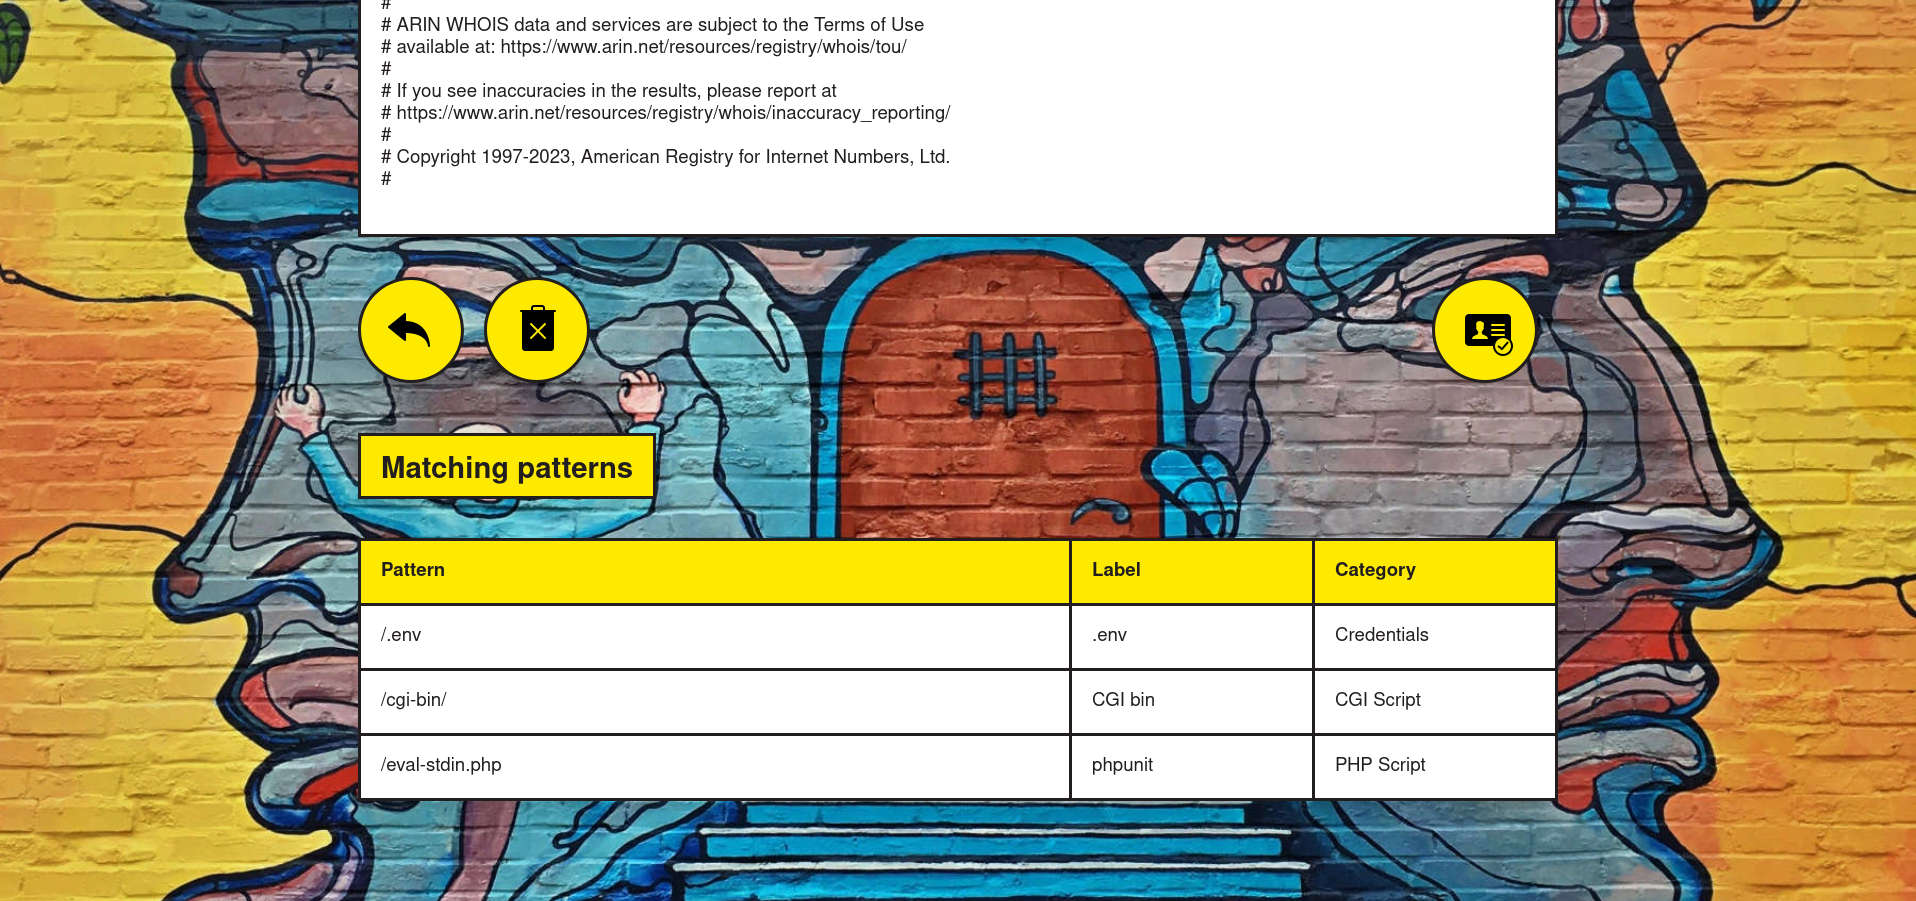 #
# ARIN WHOIS data and services are subject to the Terms of Use
# available at: https://www.arin.net/resources/registry/whois/tou/
#
# If you see inaccuracies in the results, please report at
# https://www.arin.net/resources/registry/whois/inaccuracy_reporting/
#
# Copyright 1997-2023, American Registry for Internet Numbers, Ltd.
#
Matching patterns
Pattern Label Category
/.env .env Credentials
/cgi-bin/ CGI bin CGI Script
/eval-stdin.php phpunit PHP Script